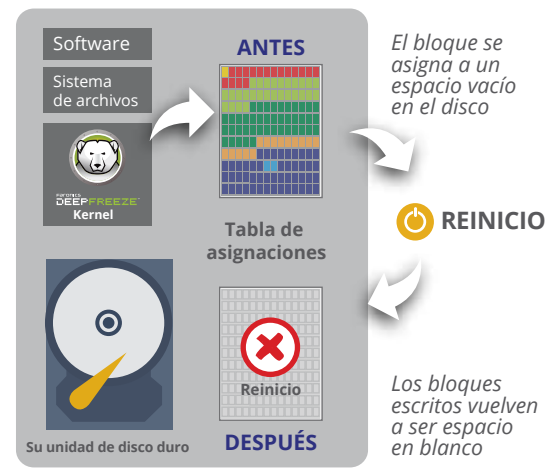 Software
Sistema
de archivos
FARONICS
DEEP FREEZE™
Kernel
ANTES
Tabla de
asignaciones
El bloque se
asigna a un
espacio vacío
en el disco
REINICIO
Su unidad de disco duro
Reinicio
DESPUÉS
Los bloques
escritos vuelven
a ser espacio
en blanco